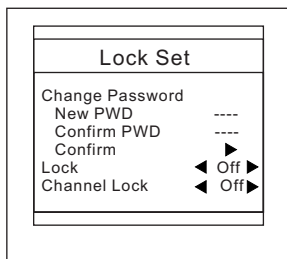 Lock Set
Change Password
New PWD ----
Confirm PWD ----
Confirm ▶
Lock ◀ Off ▶
Channel Lock ◀ Off ▶